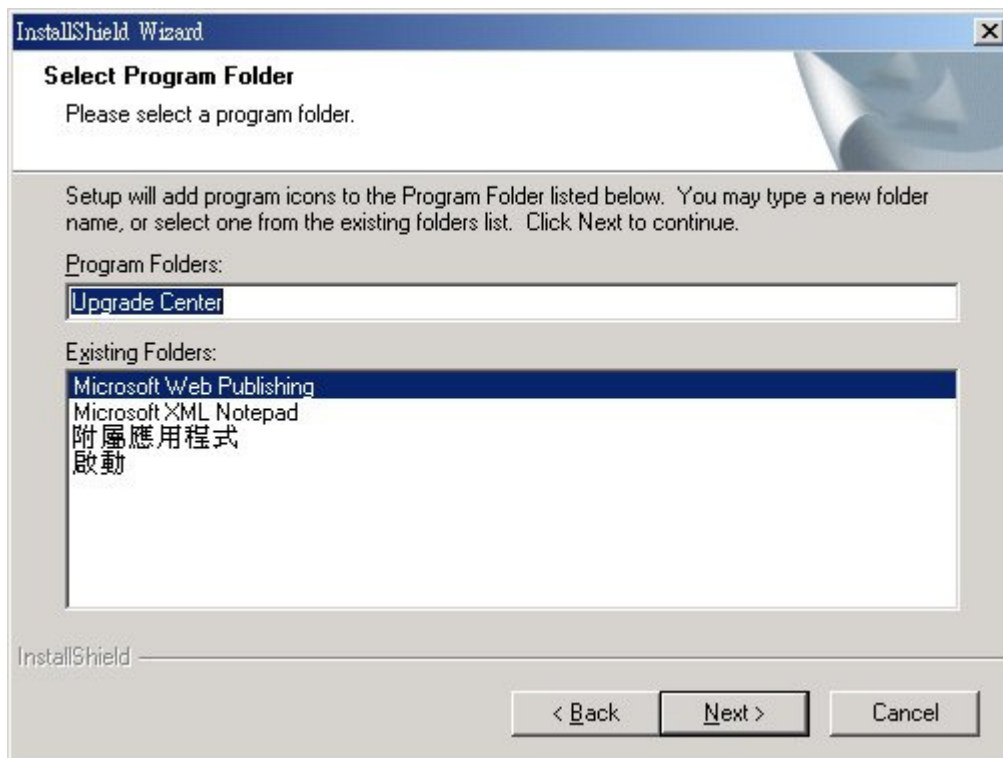 InstallShield Wizard
Select Program Folder
Please select a program folder.
Setup will add program icons to the Program Folder listed below.  You may type a new folder
name, or select one from the existing folders list.  Click Next to continue.
Program Folders:
Upgrade Center
Existing Folders:
Microsoft Web Publishing
Microsoft XML Notepad
附屬應用程式
啟動
InstallShield
< Back
Next >
Cancel